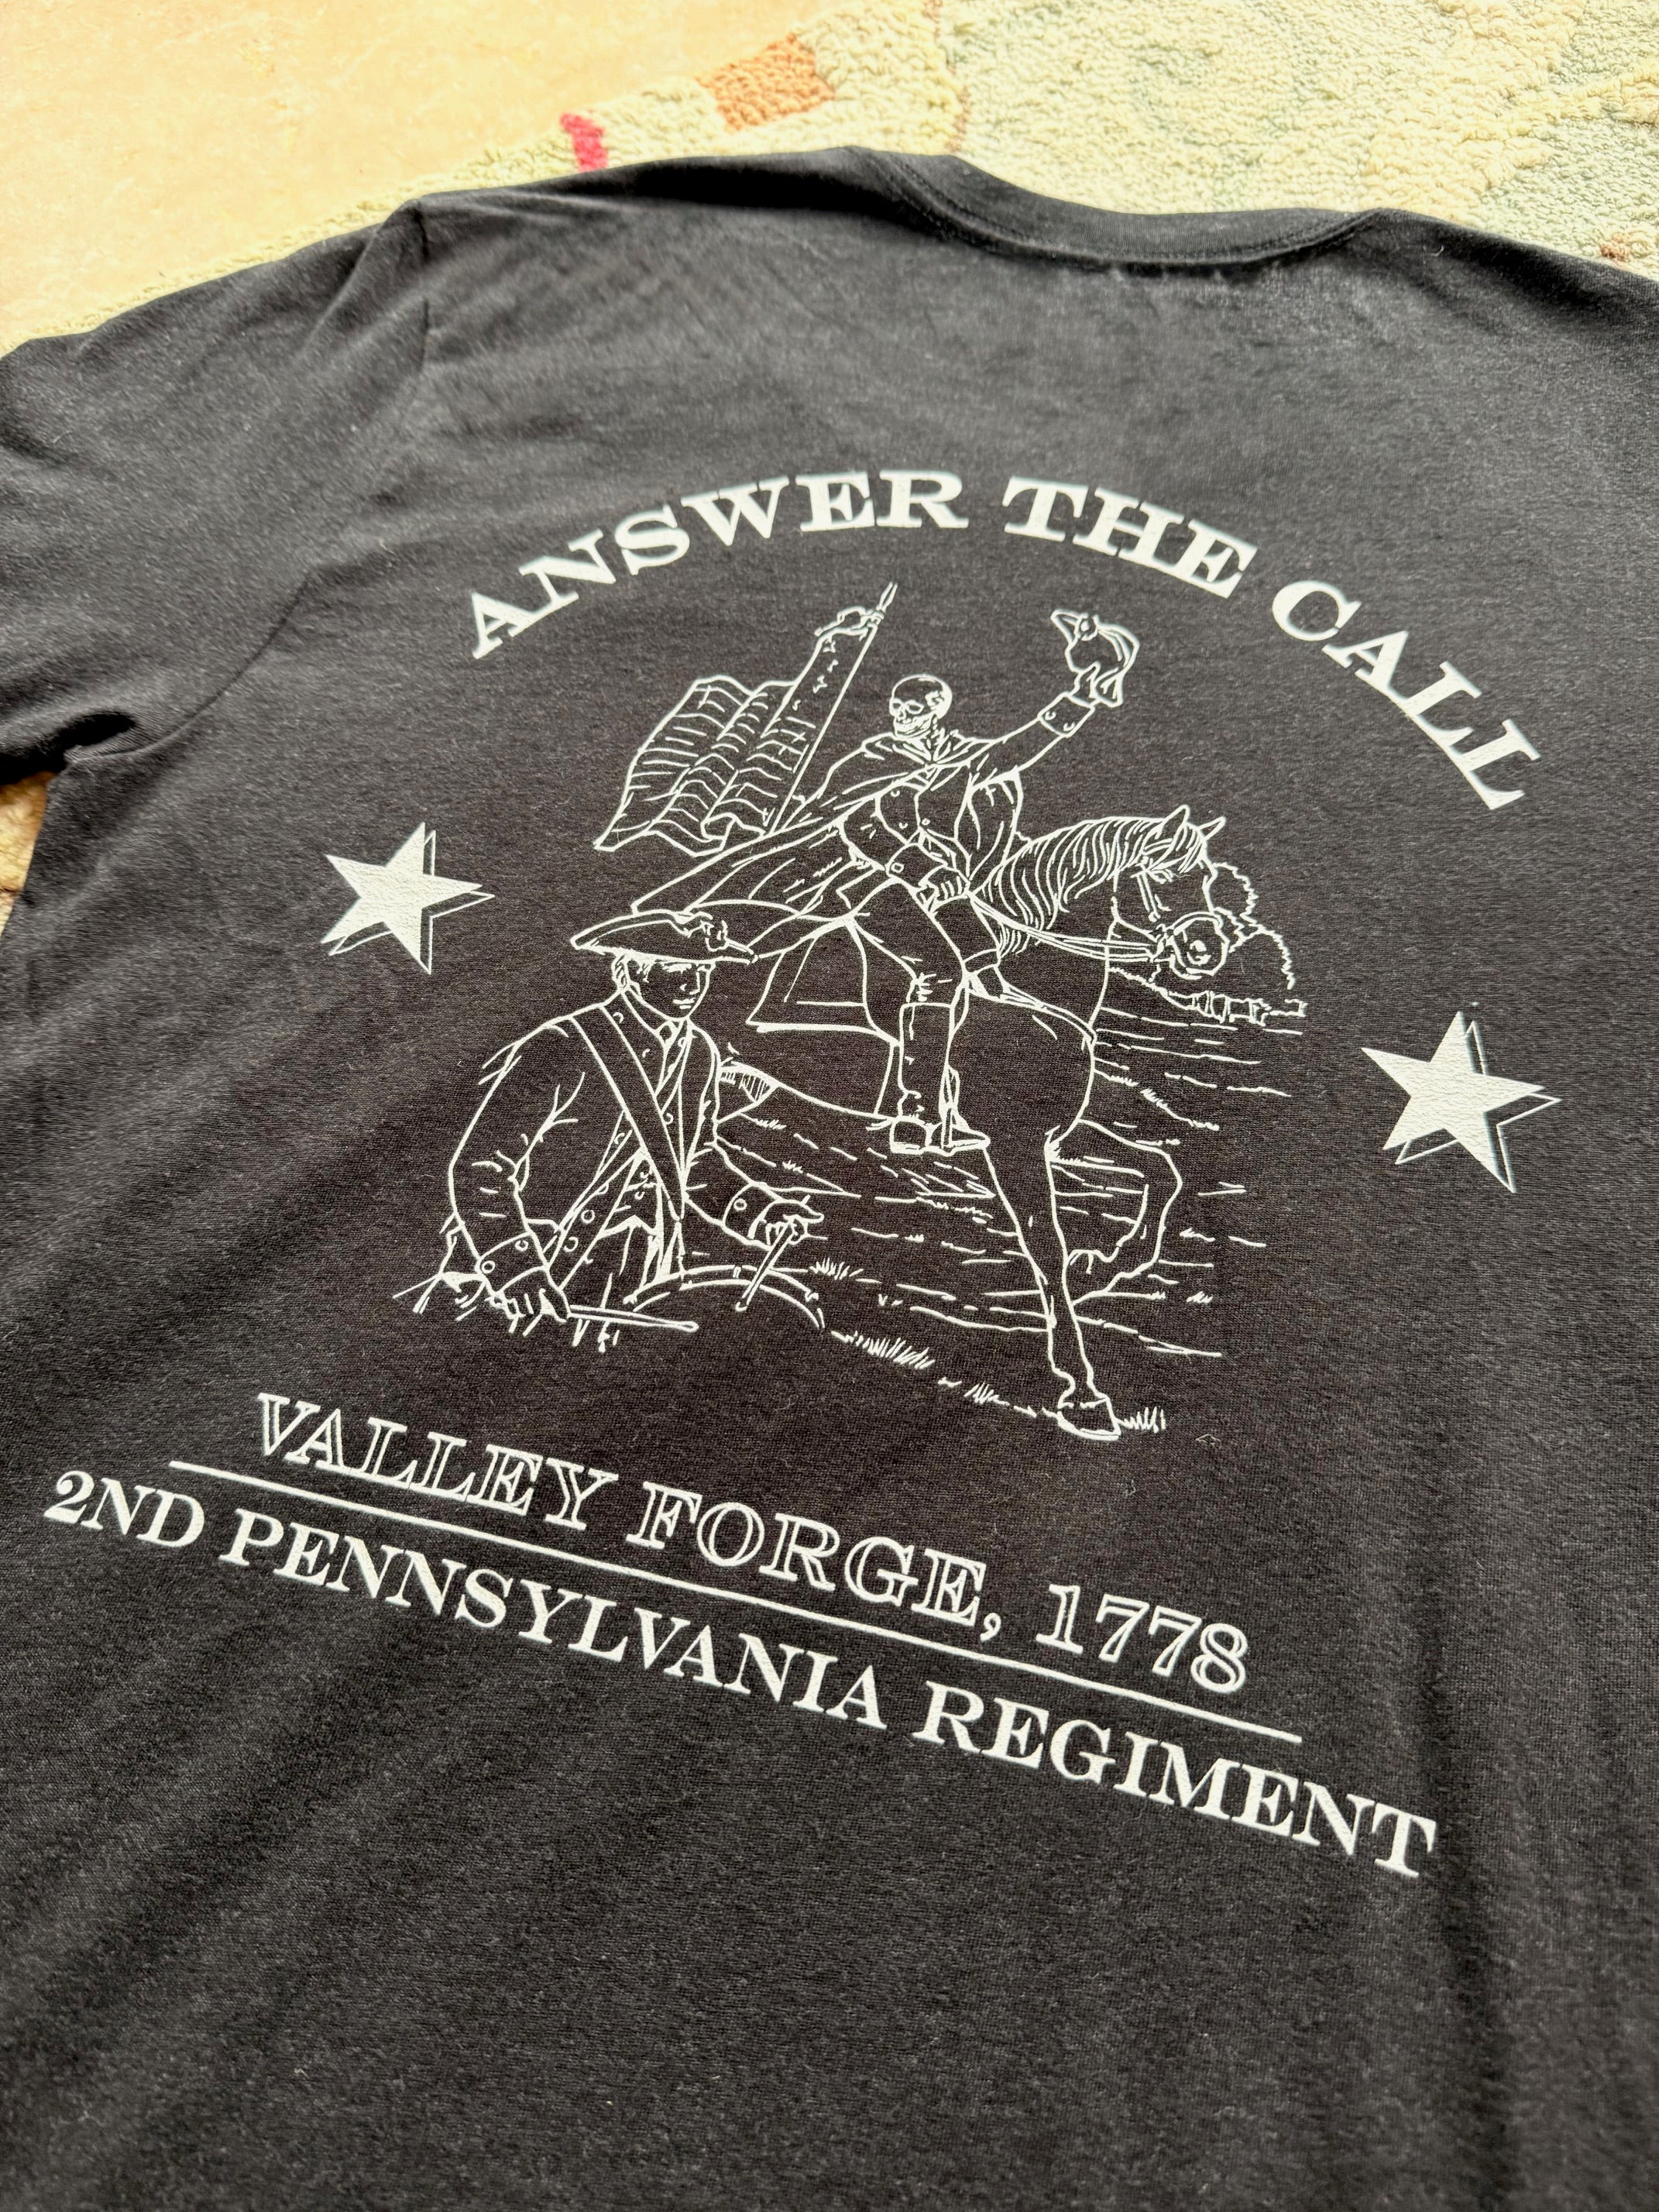 ANSWER THE CALL
VALLEY FORGE, 1778
2ND PENNSYLVANIA REGIMENT